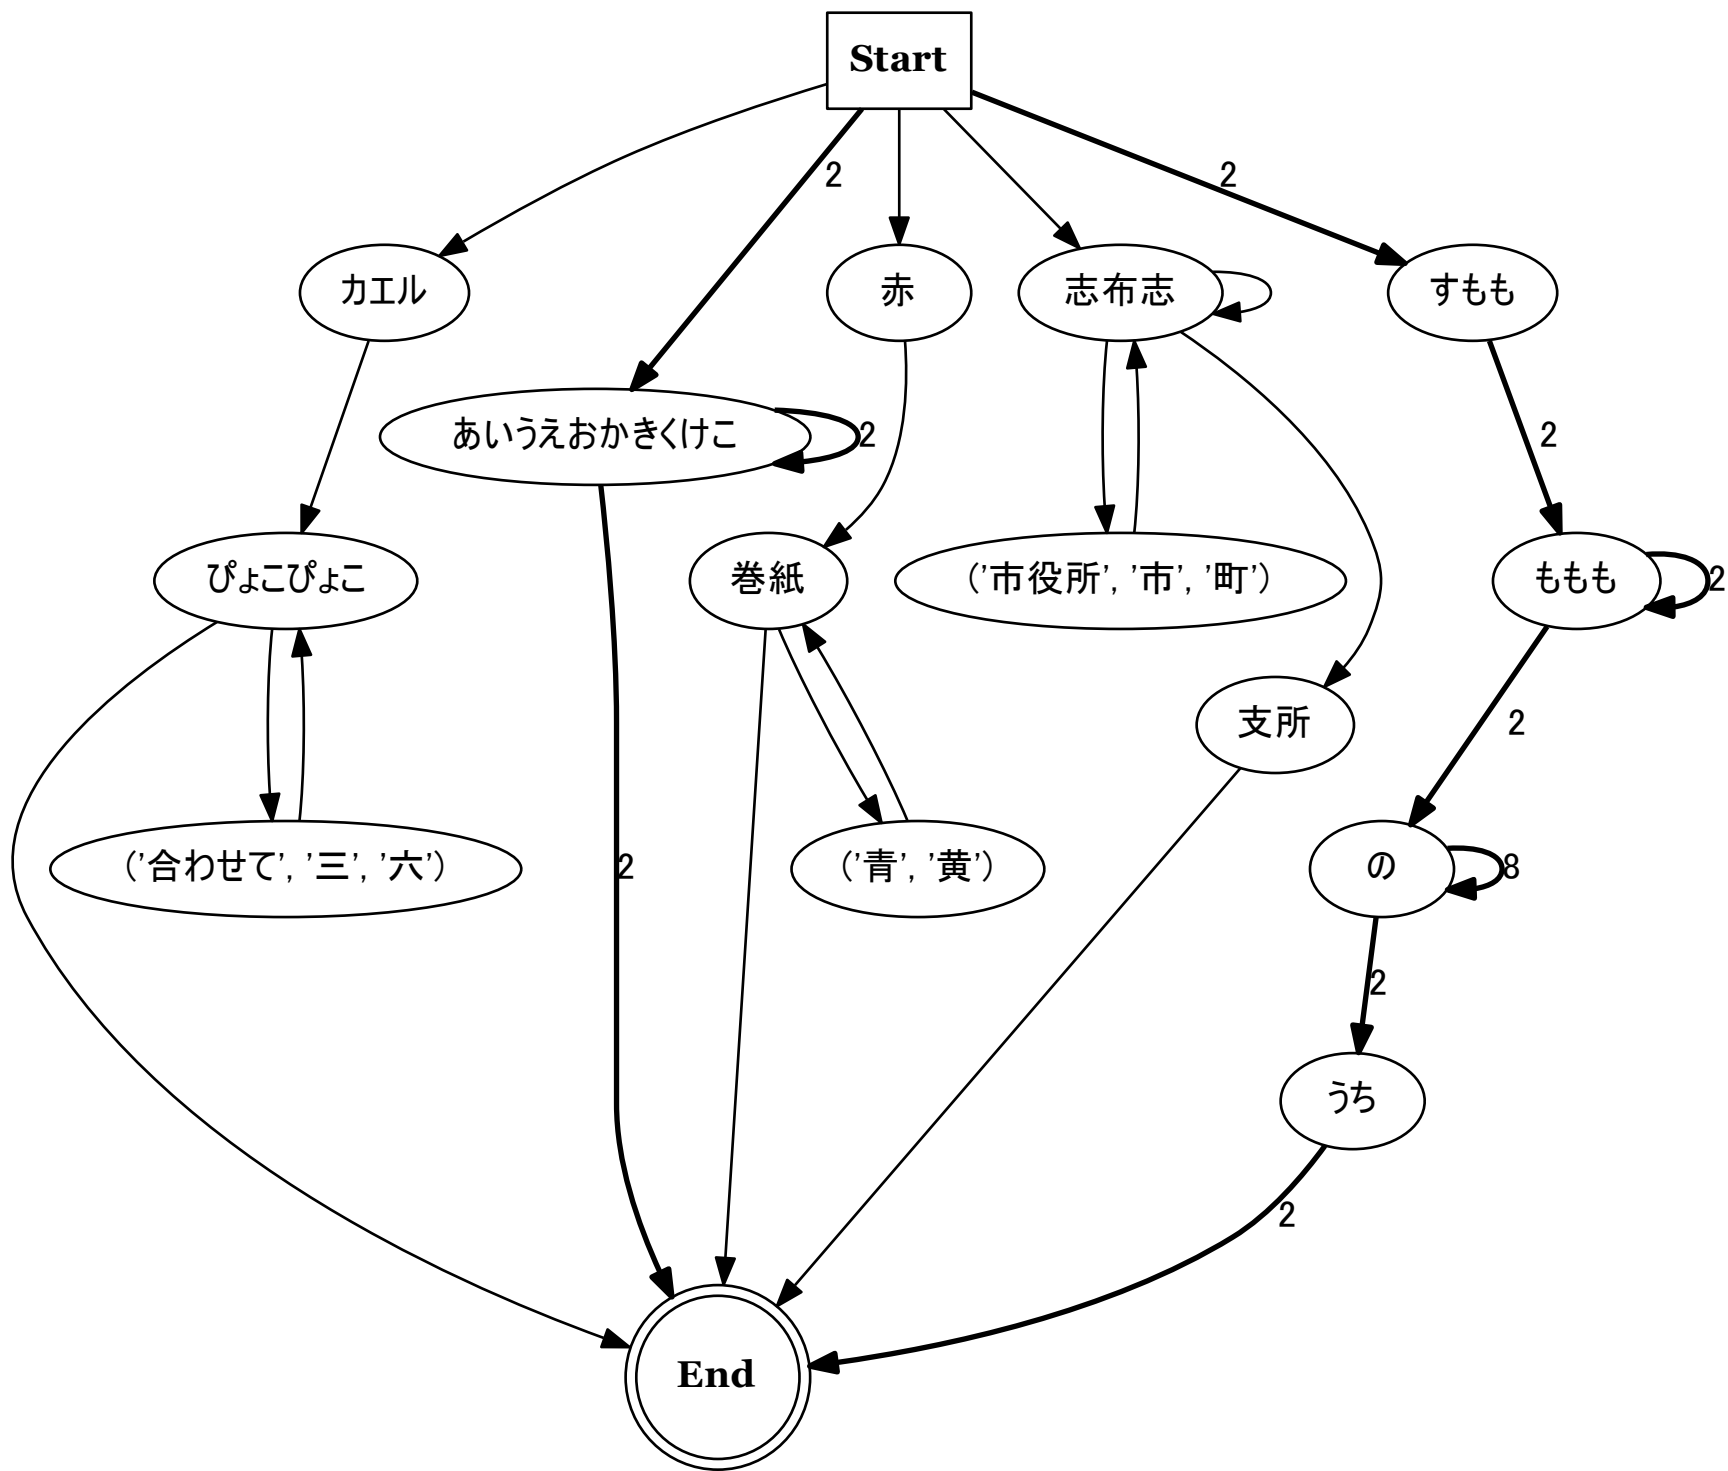 Start
2
2
カエル
赤
志布志
すもも
あいうえおかきくけこ
2
2
ぴょこぴょこ
巻紙
('市役所', '市', '町')
ももも
2
支所
2
('合わせて', '三', '六')
2
('青', '黄')
の
8
2
うち
2
End